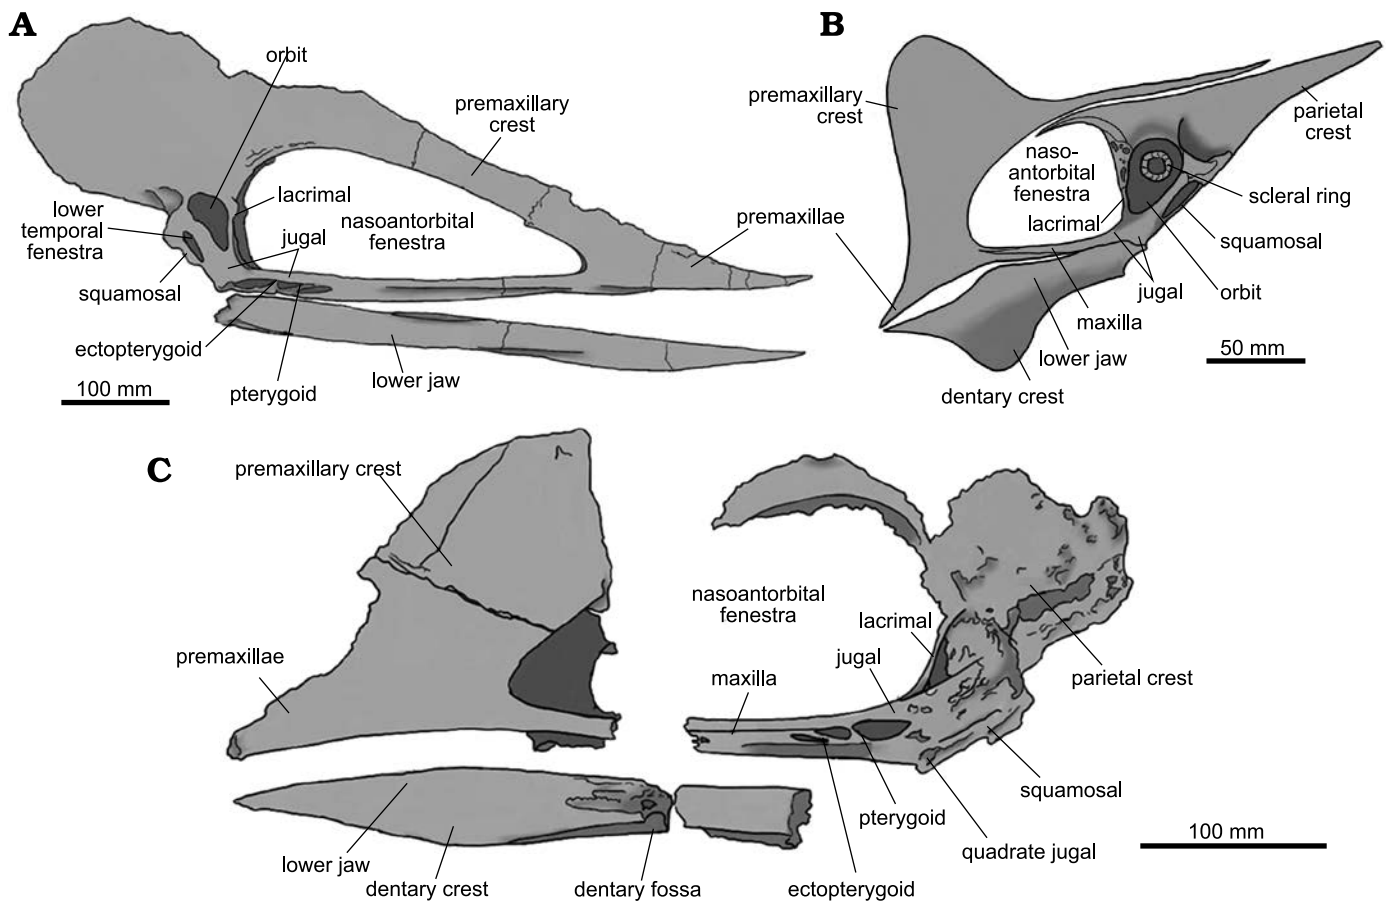 A
orbit
premaxillary
crest
lacrimal
nasoantorbital
fenestra
jugal
lower
temporal
fenestra
squamosal
premaxillae
ectopterygoid
pterygoid
lower jaw
100 mm
B
premaxillary
crest
parietal
crest
naso-
antorbital
fenestra
scleral ring
lacrimal
squamosal
jugal
orbit
maxilla
lower jaw
dentary crest
50 mm
C
premaxillary crest
premaxillae
nasoantorbital
fenestra
lacrimal
jugal
maxilla
parietal crest
squamosal
pterygoid
quadrate jugal
ectopterygoid
lower jaw
dentary crest
dentary fossa
100 mm